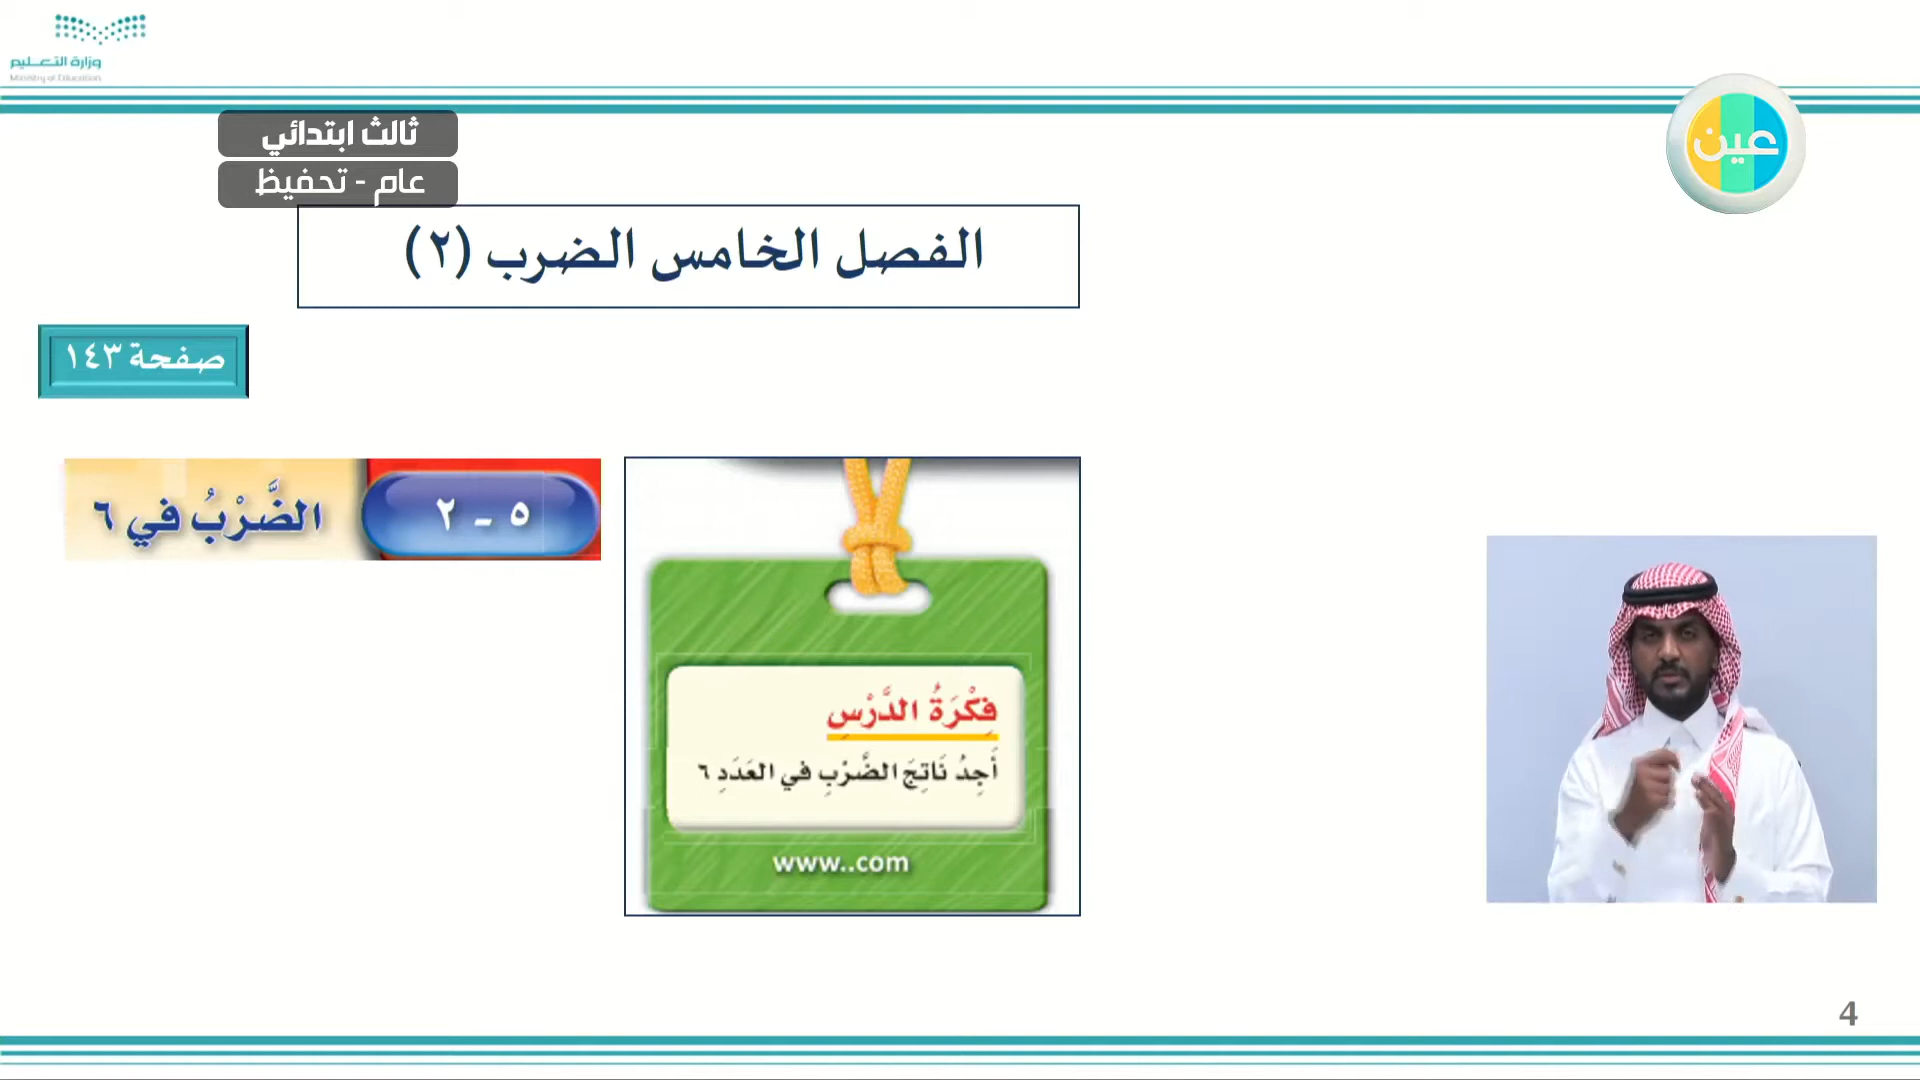 وزارة التعليم
Ministry of Education
عين
ثالث ابتدائي
عام - تحفيظ
الفصل الخامس الضرب (٢)
صفحة ١٤٣
٥ - ٢ الضَّرْبُ في ٦
فِكْرَةُ الدَّرْسِ
أَجِدُ نَاتِجَ الضَّرْبِ في العَدَدِ ٦
www..com
4